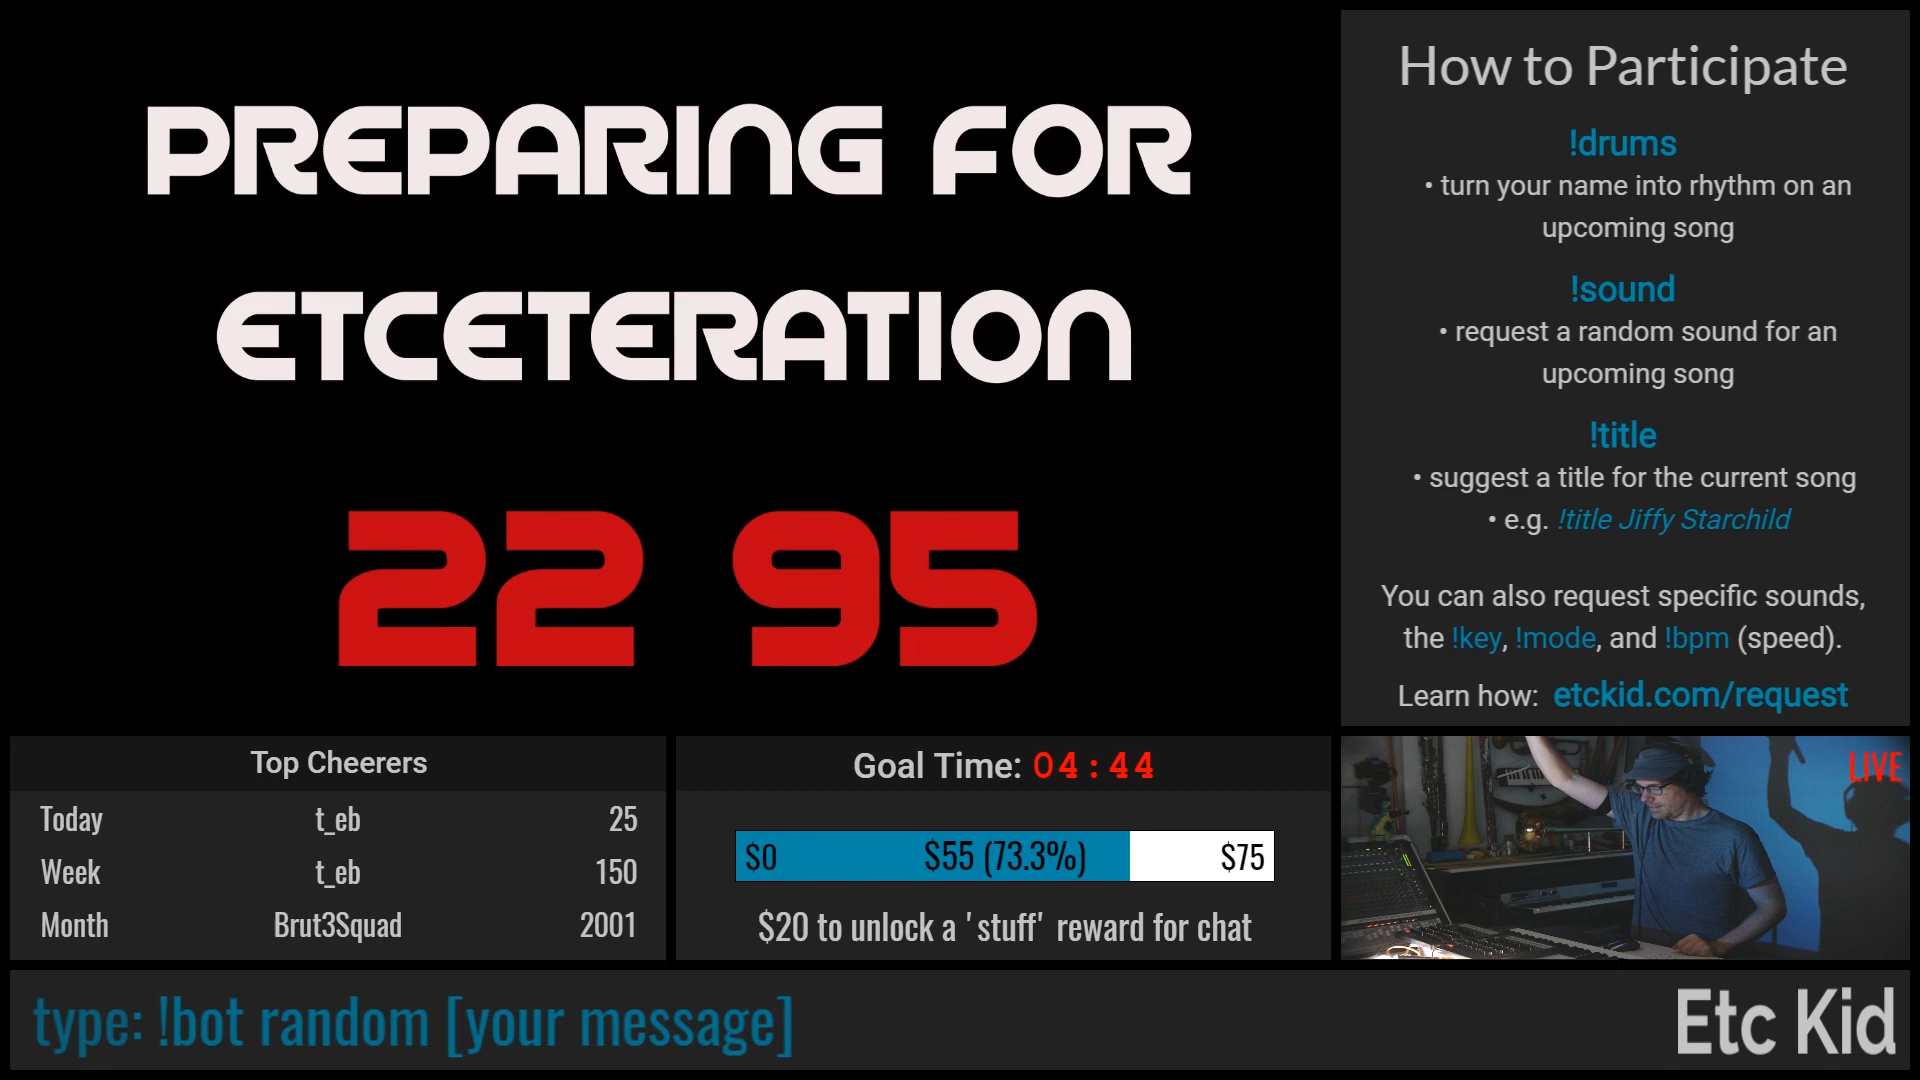 PREPARING FOR
ETCETERATION
22 95
How to Participate
!drums
• turn your name into rhythm on an
upcoming song
!sound
• request a random sound for an
upcoming song
!title
• suggest a title for the current song
• e.g. !title Jiffy Starchild
You can also request specific sounds,
the !key, !mode, and !bpm (speed).
Learn how: etckid.com/request
Top Cheerers
Today t_eb 25
Week t_eb 150
Month Brut3Squad 2001
Goal Time: 04:44
$0 $55 (73.3%) $75
$20 to unlock a 'stuff' reward for chat
LIVE
type: !bot random [your message]
Etc Kid